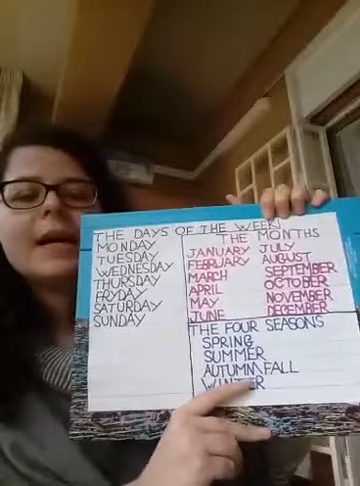 THE DAYS OF THE WEEK!
MONDAY
TUESDAY
WEDNESDAY
THURSDAY
FRYDAY
SATURDAY
SUNDAY
THE MONTHS
JANUARY
FEBRUARY
MARCH
APRIL
MAY
JUNE
JULY
AUGUST
SEPTEMBER
OCTOBER
NOVEMBER
DECEMBER
THE FOUR SEASONS
SPRING
SUMMER
AUTUMN/FALL
WINTER